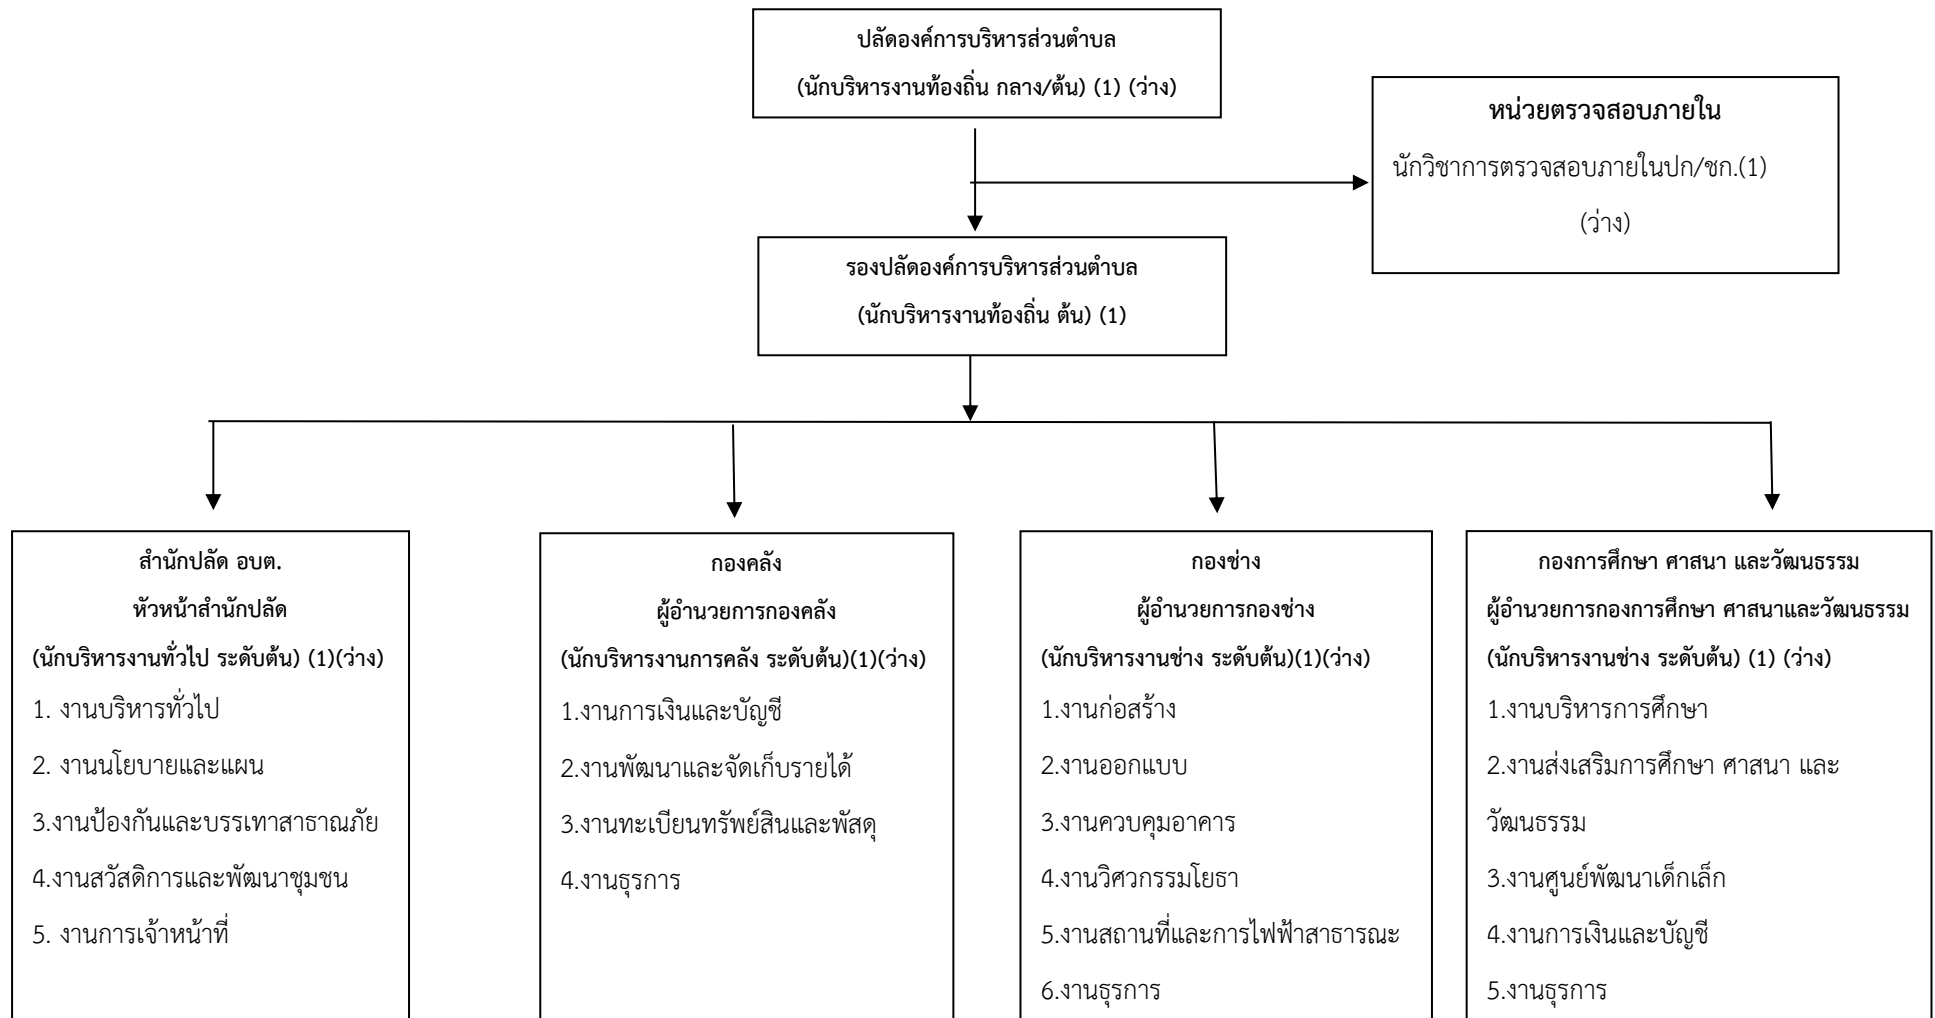 ปลัดองค์การบริหารส่วนตำบล
(นักบริหารงานท้องถิ่น กลาง/ต้น) (1) (ว่าง)
หน่วยตรวจสอบภายใน
นักวิชาการตรวจสอบภายในปก/ชก.(1)
(ว่าง)
รองปลัดองค์การบริหารส่วนตำบล
(นักบริหารงานท้องถิ่น ต้น) (1)
สำนักปลัด อบต.
หัวหน้าสำนักปลัด
(นักบริหารงานทั่วไป ระดับต้น) (1)(ว่าง)
1. งานบริหารทั่วไป
2. งานนโยบายและแผน
3.งานป้องกันและบรรเทาสาธาณภัย
4.งานสวัสดิการและพัฒนาชุมชน
5. งานการเจ้าหน้าที่
กองคลัง
ผู้อำนวยการกองคลัง
(นักบริหารงานการคลัง ระดับต้น)(1)(ว่าง)
1.งานการเงินและบัญชี
2.งานพัฒนาและจัดเก็บรายได้
3.งานทะเบียนทรัพย์สินและพัสดุ
4.งานธุรการ
กองช่าง
ผู้อำนวยการกองช่าง
(นักบริหารงานช่าง ระดับต้น)(1)(ว่าง)
1.งานก่อสร้าง
2.งานออกแบบ
3.งานควบคุมอาคาร
4.งานวิศวกรรมโยธา
5.งานสถานที่และการไฟฟ้าสาธารณะ
6.งานธุรการ
กองการศึกษา ศาสนา และวัฒนธรรม
ผู้อำนวยการกองการศึกษา ศาสนาและวัฒนธรรม
(นักบริหารงานช่าง ระดับต้น) (1) (ว่าง)
1.งานบริหารการศึกษา
2.งานส่งเสริมการศึกษา ศาสนา และ
วัฒนธรรม
3.งานศูนย์พัฒนาเด็กเล็ก
4.งานการเงินและบัญชี
5.งานธุรการ